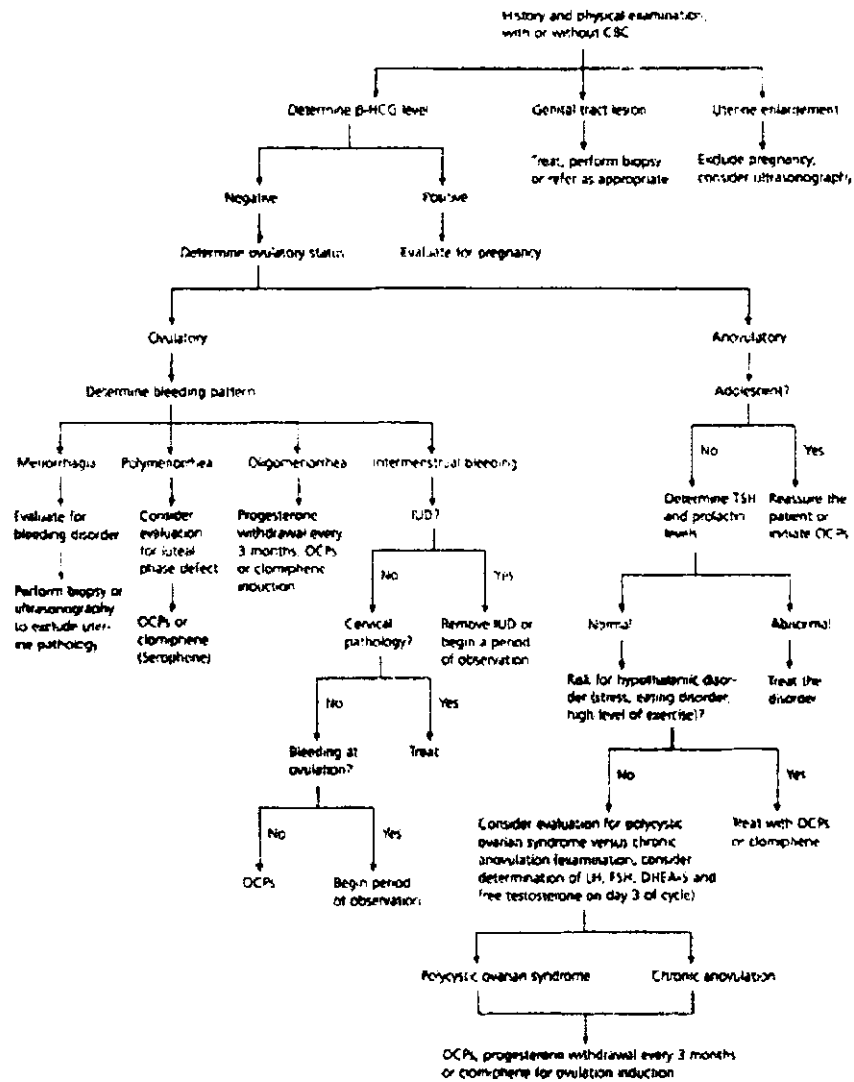 History and physical examination,
with or without CBC
Determine β-HCG level
Genital tract lesion
Uterine enlargement
Treat, perform biopsy
or refer as appropriate
Exclude pregnancy,
consider ultrasonography
Negative
Positive
Determine ovulatory status
Evaluate for pregnancy
Ovulatory
Anovulatory
Determine bleeding pattern
Adolescent?
Menorrhagia
Polymenorrhea
Oligomenorrhea
Intermenstrual bleeding
No
Yes
Evaluate for
bleeding disorder
Consider
evaluation
for luteal
phase defect
Progesterone
withdrawal every
3 months, OCPs
or clomiphene
induction
IUD?
Determine TSH
and prolactin
levels
Reassure the
patient or
initiate OCPs
Perform biopsy or
ultrasonography
to exclude uter-
ine pathology
OCPs or
clomiphene
(Serophene)
No
Yes
Cervical
pathology?
Remove IUD or
begin a period
of observation
Normal
Abnormal
Risk for hypothalamic disor-
der (stress, eating disorder,
high level of exercise)?
Treat the
disorder
No
Yes
Bleeding at
ovulation?
Treat
No
Yes
Consider evaluation for polycystic
ovarian syndrome versus chronic
anovulation (examination, consider
determination of LH, FSH, DHEA-S and
free testosterone on day 3 of cycle)
Treat with OCPs
or clomiphene
No
Yes
OCPs
Begin period
of observation
Polycystic ovarian syndrome
Chronic anovulation
OCPs, progesterone withdrawal every 3 months
or clomiphene for ovulation induction